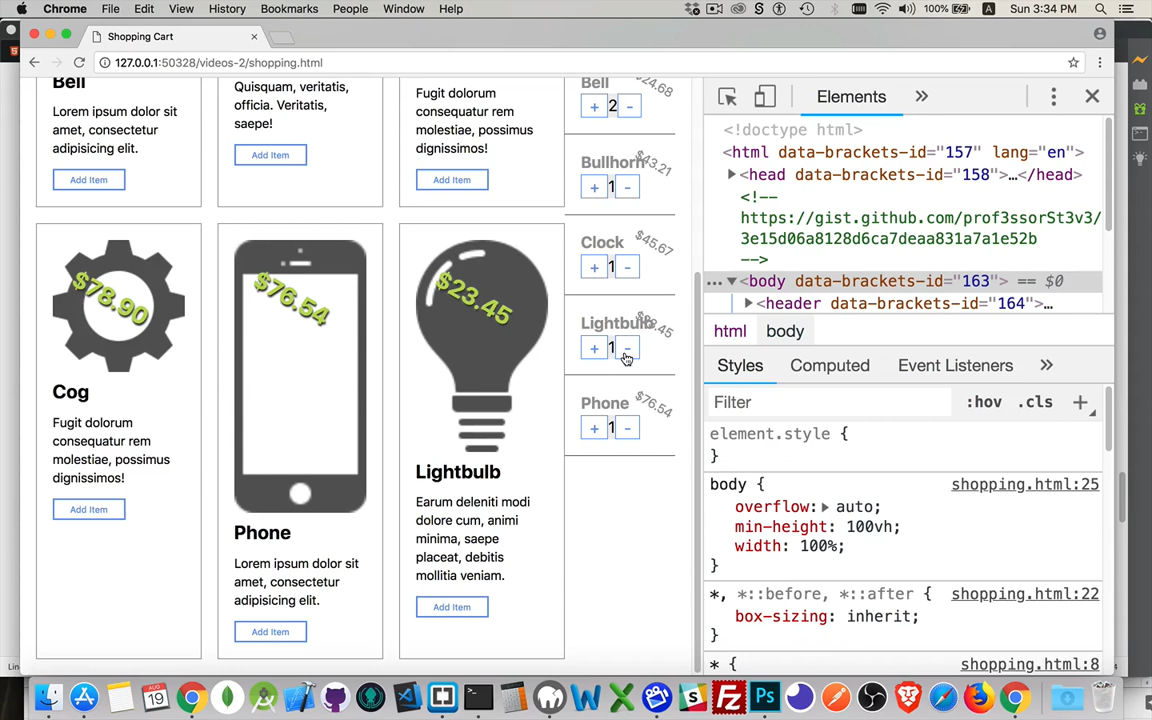 Chrome File Edit View History Bookmarks People Window Help 100% Sun 3:34 PM
Shopping Cart
127.0.0.1:50328/videos-2/shopping.html
Bell
Lorem ipsum dolor sit
amet, consectetur
adipisicing elit.
Add Item
Quisquam, veritatis,
officia. Veritatis,
saepe!
Add Item
Fugit dolorum
consequatur rem
molestiae, possimus
dignissimos!
Add Item
$78.90
Cog
Fugit dolorum
consequatur rem
molestiae, possimus
dignissimos!
Add Item
$76.54
Phone
Lorem ipsum dolor sit
amet, consectetur
adipisicing elit.
Add Item
$23.45
Lightbulb
Earum deleniti modi
dolore cum, animi
minima, saepe
placeat, debitis
mollitia veniam.
Add Item
Bell $24.68
+ 2 -
Bullhorn $43.21
+ 1 -
Clock $45.67
+ 1 -
Lightbulb
+ 1 -
Phone $76.54
+ 1 -
Elements »
<!doctype html>
<html data-brackets-id="157" lang="en">
<head data-brackets-id="158">…</head>
<!--
https://gist.github.com/prof3ssorSt3v3/
3e15d06a8128d6ca7deaa831a7a1e52b
-->
… <body data-brackets-id="163"> == $0
<header data-brackets-id="164">…
html body
Styles Computed Event Listeners »
Filter :hov .cls +
element.style {
}
body { shopping.html:25
overflow: auto;
min-height: 100vh;
width: 100%;
}
*, *::before, *::after { shopping.html:22
box-sizing: inherit;
}
* { shopping.html:8
AUG
19